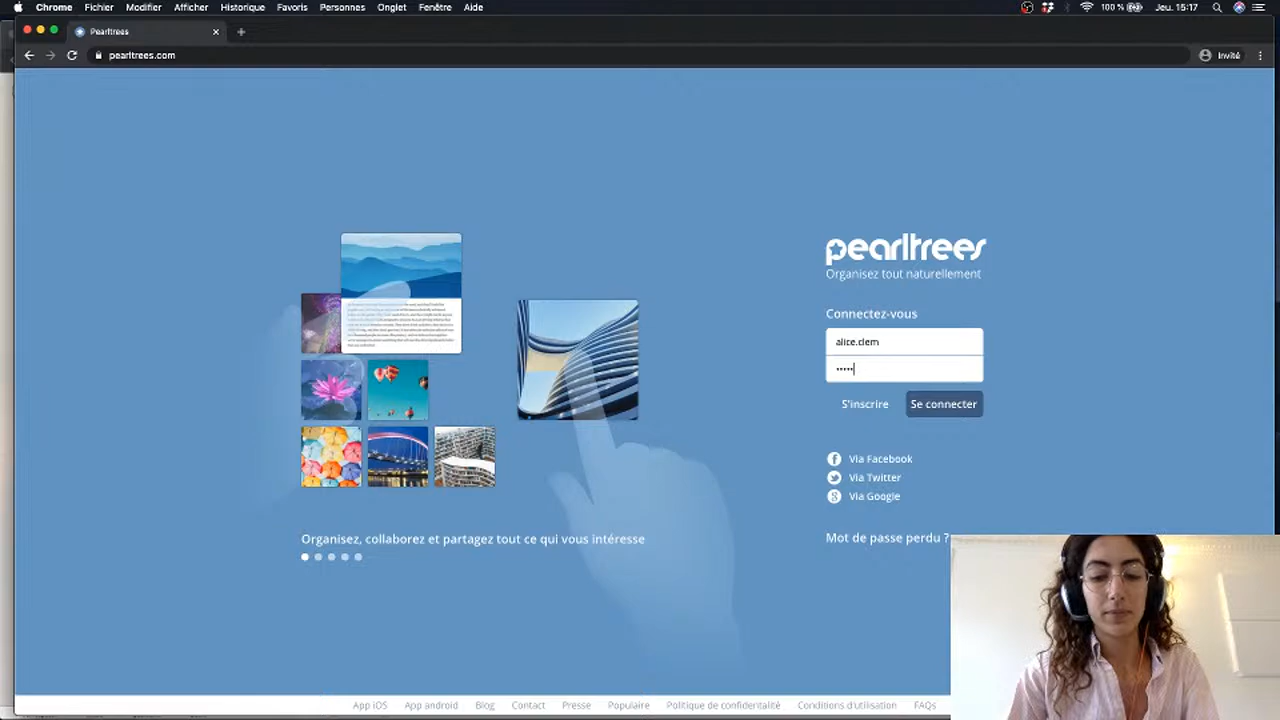 Chrome Fichier Modifier Afficher Historique Favoris Personnes Onglet Fenêtre Aide 100 % Jeu. 15:17
Pearltrees
pearltrees.com Invité
pearltrees
Organisez tout naturellement
Connectez-vous
alice.clem
•••••
S'inscrire Se connecter
Via Facebook
Via Twitter
Via Google
Organisez, collaborez et partagez tout ce qui vous intéresse
Mot de passe perdu ?
App iOS App android Blog Contact Presse Populaire Politique de confidentialité Conditions d'utilisation FAQs